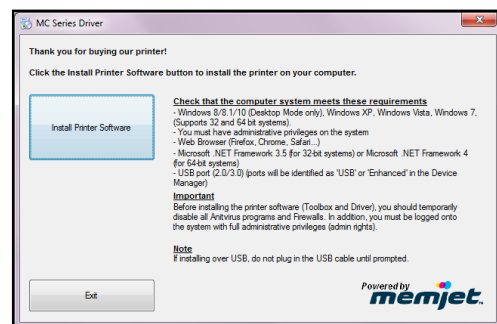 MC Series Driver
Thank you for buying our printer!
Click the Install Printer Software button to install the printer on your computer.
Install Printer Software
Check that the computer system meets these requirements
- Windows 8/8.1/10 (Desktop Mode only), Windows XP, Windows Vista, Windows 7,
(Supports 32 and 64 bit systems).
- You must have administrative privileges on the system
- Web Browser (Firefox, Chrome, Safari...)
- Microsoft .NET Framework 3.5 (for 32-bit systems) or Microsoft .NET Framework 4
(for 64-bit systems)
- USB port (2.0/3.0) (ports will be identified as 'USB' or 'Enhanced' in the Device
Manager)
Important
Before installing the printer software (Toolbox and Driver), you should temporarily
disable all Antivirus programs and Firewalls. In addition, you must be logged onto
the system with full administrative privileges (admin rights).
Note
If installing over USB, do not plug in the USB cable until prompted.
Exit
Powered by
memjet